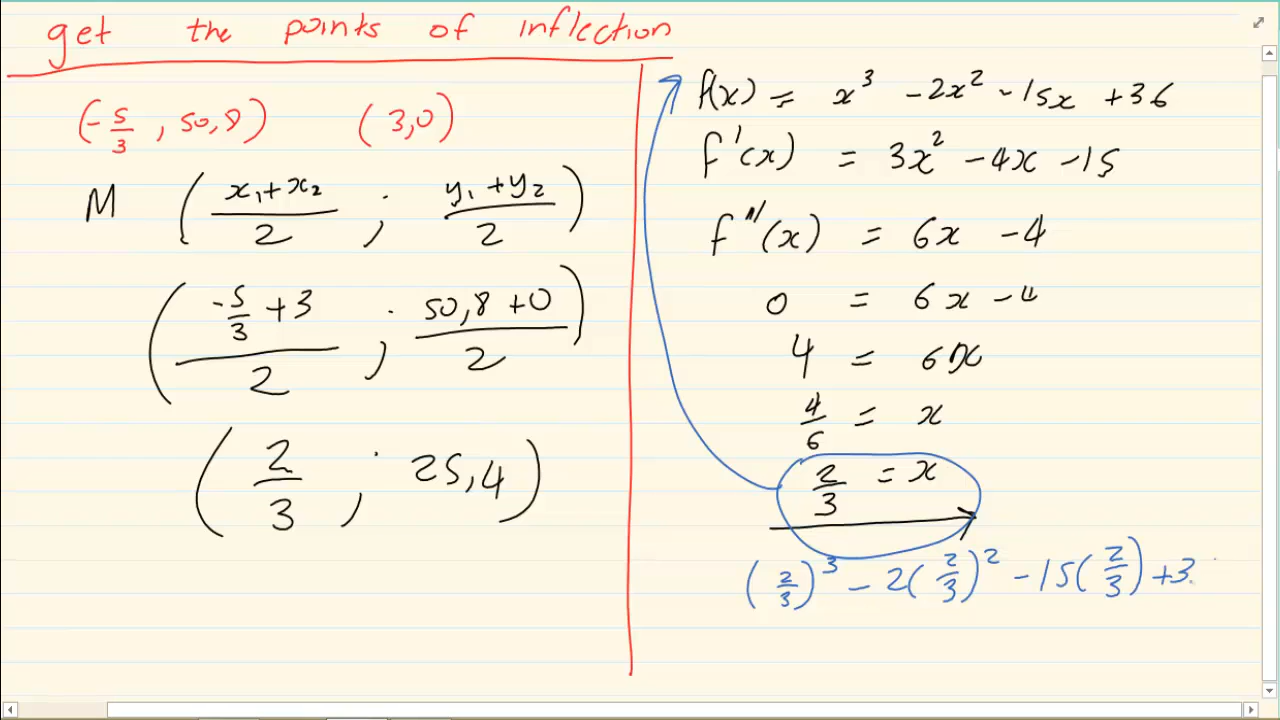 get the points of inflection
(-5/3 , 50,8) (3,0)
M ( (x₁+x₂)/2 ; (y₁+y₂)/2 )
( (-5/3 + 3)/2 ; (50,8 + 0)/2 )
( 2/3 ; 25,4 )
f(x) = x³ - 2x² - 15x + 36
f'(x) = 3x² - 4x - 15
f''(x) = 6x - 4
0 = 6x - 4
4 = 6x
4/6 = x
2/3 = x
(2/3)³ - 2(2/3)² - 15(2/3) + 3